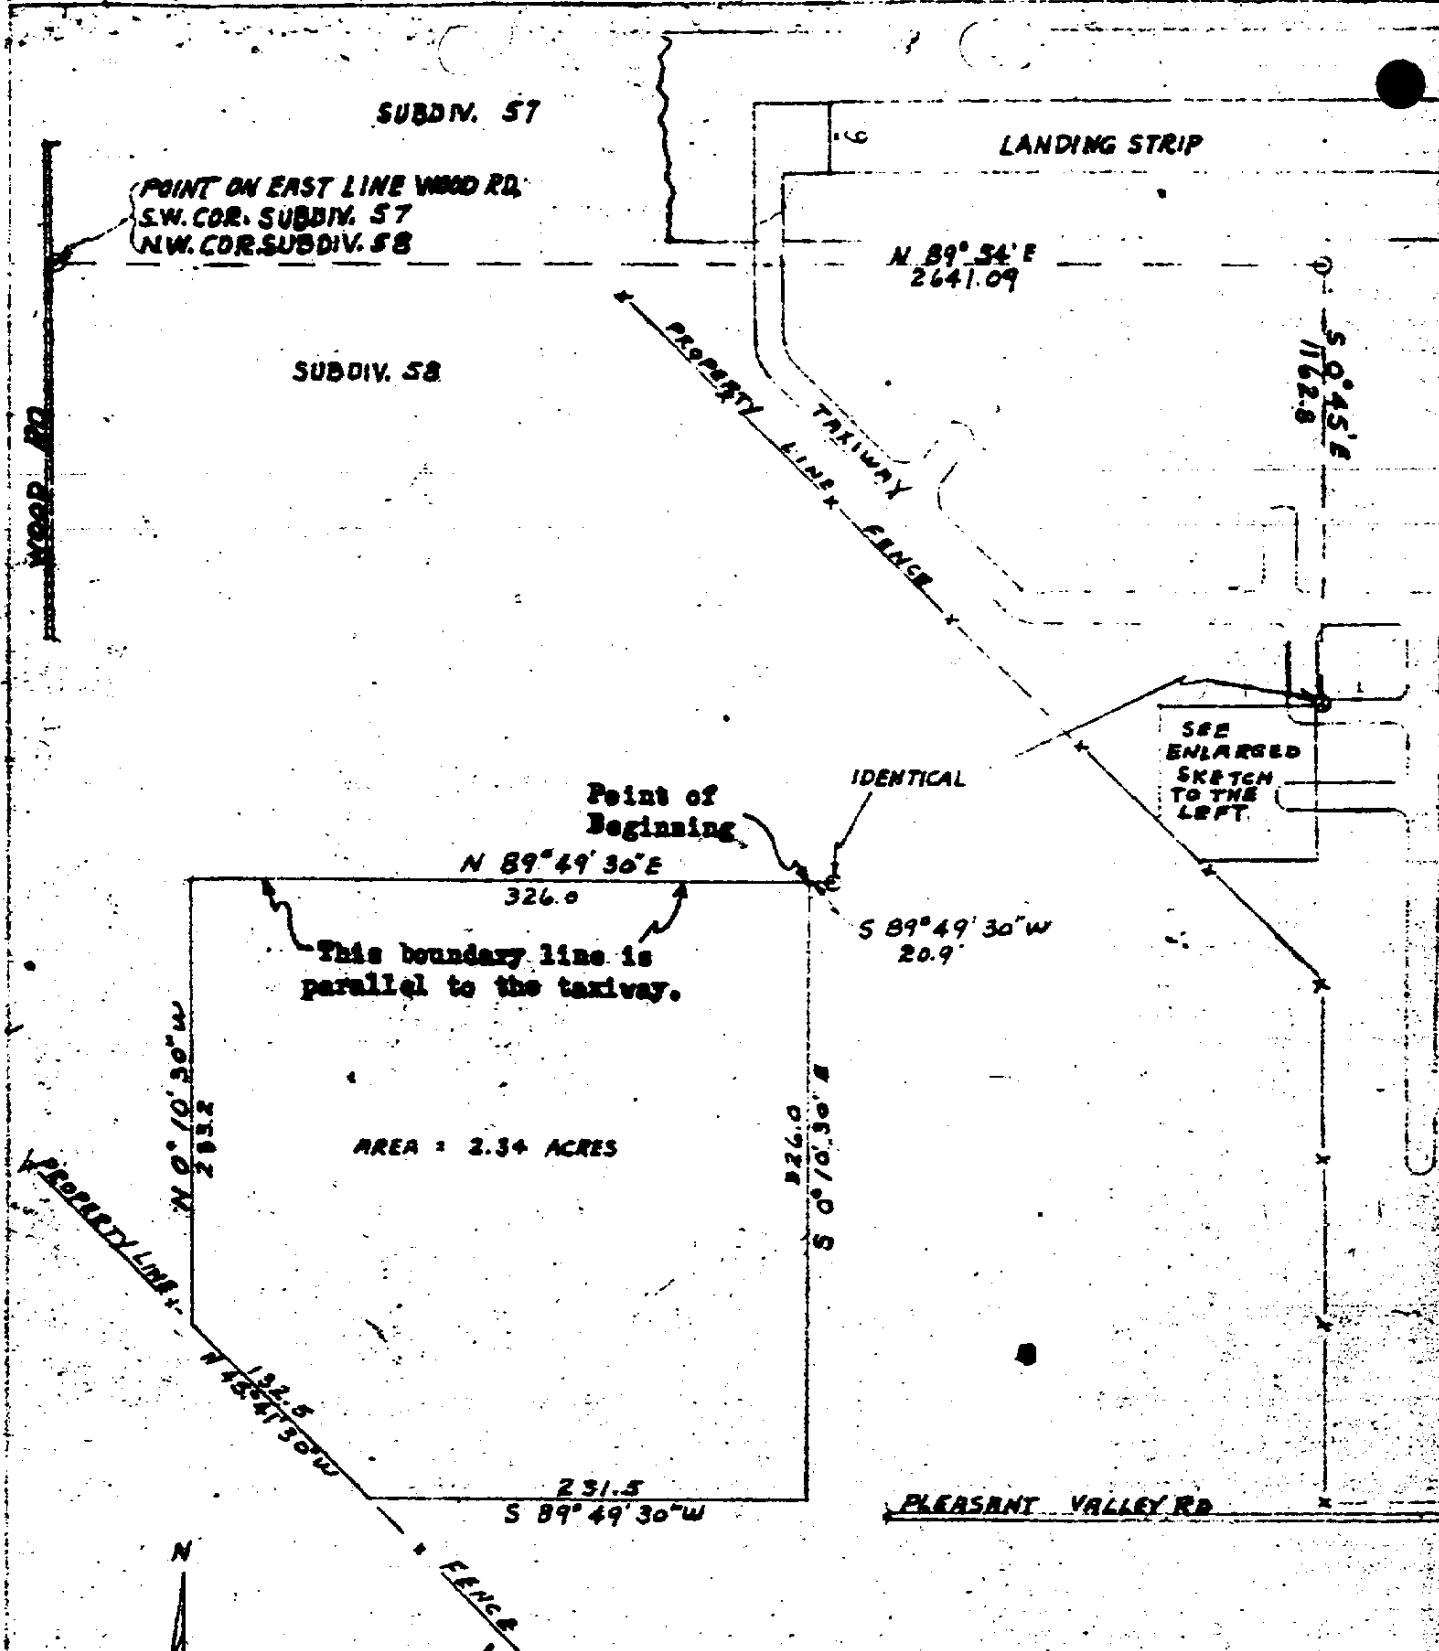 SUBDIV. 57
LANDING STRIP
POINT ON EAST LINE WOOD RD.
S.W. COR. SUBDIV. 57
N.W. COR. SUBDIV. 58
N 89° 54' E
2641.09
S 0° 45' E
1162.8
SUBDIV. 58
WOOD RD
PROPERTY LINE FENCE
TAXIWAY
SEE
ENLARGED
SKETCH
TO THE
LEFT
IDENTICAL
Point of
Beginning
N 89° 49' 30" E
326.0
S 89° 49' 30" W
20.9'
This boundary line is
parallel to the taxiway.
N 0° 10' 30" W
S 0° 10' 30" E
326.0
AREA = 2.34 ACRES
PROPERTY LINE
132.5
231.5
S 89° 49' 30" W
PLEASANT VALLEY RD
N
FENCE